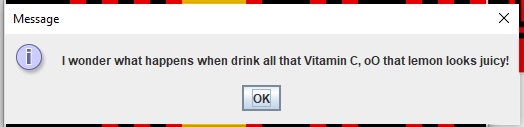 Message
I wonder what happens when drink all that Vitamin C, oO that lemon looks juicy!
OK